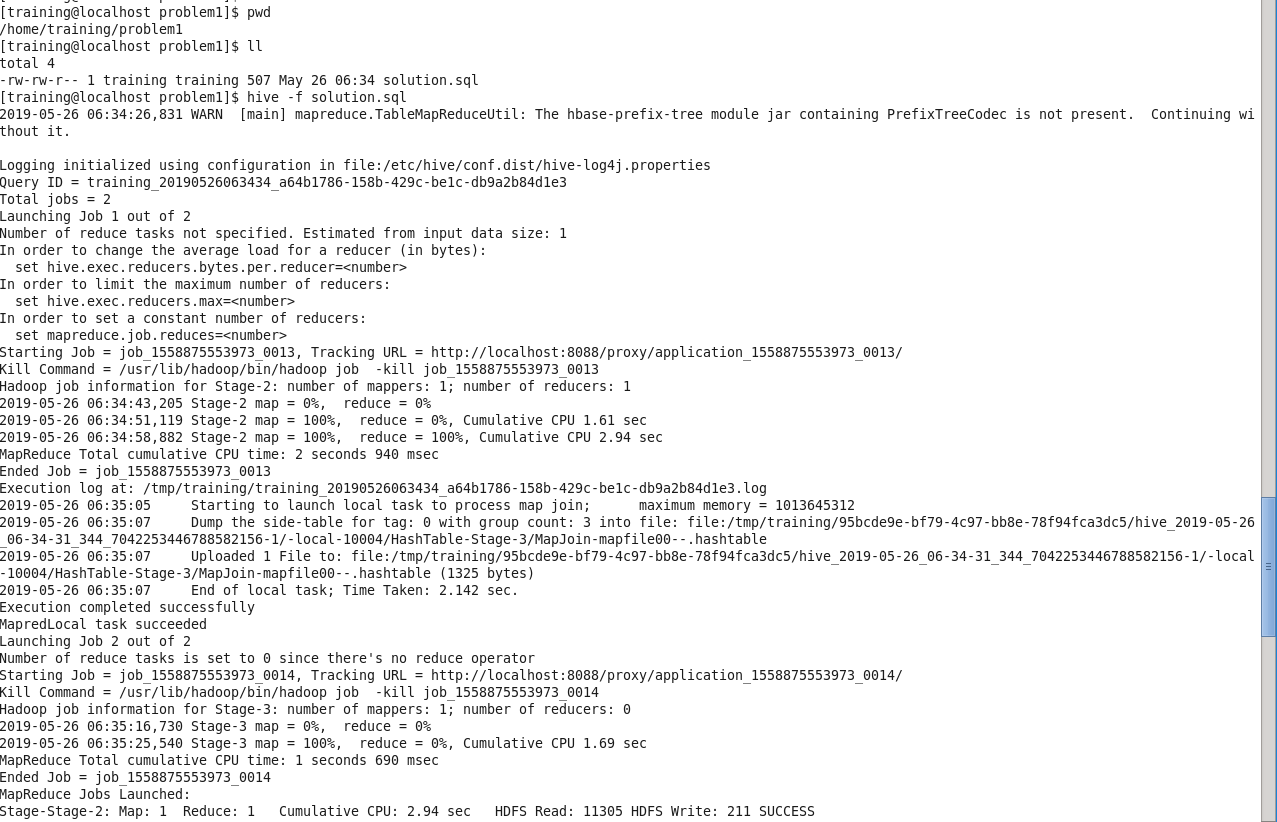 [training@localhost problem1]$ pwd
/home/training/problem1
[training@localhost problem1]$ ll
total 4
-rw-rw-r-- 1 training training 507 May 26 06:34 solution.sql
[training@localhost problem1]$ hive -f solution.sql
2019-05-26 06:34:26,831 WARN  [main] mapreduce.TableMapReduceUtil: The hbase-prefix-tree module jar containing PrefixTreeCodec is not present.  Continuing wi
thout it.

Logging initialized using configuration in file:/etc/hive/conf.dist/hive-log4j.properties
Query ID = training_20190526063434_a64b1786-158b-429c-be1c-db9a2b84d1e3
Total jobs = 2
Launching Job 1 out of 2
Number of reduce tasks not specified. Estimated from input data size: 1
In order to change the average load for a reducer (in bytes):
  set hive.exec.reducers.bytes.per.reducer=<number>
In order to limit the maximum number of reducers:
  set hive.exec.reducers.max=<number>
In order to set a constant number of reducers:
  set mapreduce.job.reduces=<number>
Starting Job = job_1558875553973_0013, Tracking URL = http://localhost:8088/proxy/application_1558875553973_0013/
Kill Command = /usr/lib/hadoop/bin/hadoop job  -kill job_1558875553973_0013
Hadoop job information for Stage-2: number of mappers: 1; number of reducers: 1
2019-05-26 06:34:43,205 Stage-2 map = 0%,  reduce = 0%
2019-05-26 06:34:51,119 Stage-2 map = 100%,  reduce = 0%, Cumulative CPU 1.61 sec
2019-05-26 06:34:58,882 Stage-2 map = 100%,  reduce = 100%, Cumulative CPU 2.94 sec
MapReduce Total cumulative CPU time: 2 seconds 940 msec
Ended Job = job_1558875553973_0013
Execution log at: /tmp/training/training_20190526063434_a64b1786-158b-429c-be1c-db9a2b84d1e3.log
2019-05-26 06:35:05     Starting to launch local task to process map join;      maximum memory = 1013645312
2019-05-26 06:35:07     Dump the side-table for tag: 0 with group count: 3 into file: file:/tmp/training/95bcde9e-bf79-4c97-bb8e-78f94fca3dc5/hive_2019-05-26
_06-34-31_344_7042253446788582156-1/-local-10004/HashTable-Stage-3/MapJoin-mapfile00--.hashtable
2019-05-26 06:35:07     Uploaded 1 File to: file:/tmp/training/95bcde9e-bf79-4c97-bb8e-78f94fca3dc5/hive_2019-05-26_06-34-31_344_7042253446788582156-1/-local
-10004/HashTable-Stage-3/MapJoin-mapfile00--.hashtable (1325 bytes)
2019-05-26 06:35:07     End of local task; Time Taken: 2.142 sec.
Execution completed successfully
MapredLocal task succeeded
Launching Job 2 out of 2
Number of reduce tasks is set to 0 since there's no reduce operator
Starting Job = job_1558875553973_0014, Tracking URL = http://localhost:8088/proxy/application_1558875553973_0014/
Kill Command = /usr/lib/hadoop/bin/hadoop job  -kill job_1558875553973_0014
Hadoop job information for Stage-3: number of mappers: 1; number of reducers: 0
2019-05-26 06:35:16,730 Stage-3 map = 0%,  reduce = 0%
2019-05-26 06:35:25,540 Stage-3 map = 100%,  reduce = 0%, Cumulative CPU 1.69 sec
MapReduce Total cumulative CPU time: 1 seconds 690 msec
Ended Job = job_1558875553973_0014
MapReduce Jobs Launched:
Stage-Stage-2: Map: 1  Reduce: 1   Cumulative CPU: 2.94 sec   HDFS Read: 11305 HDFS Write: 211 SUCCESS